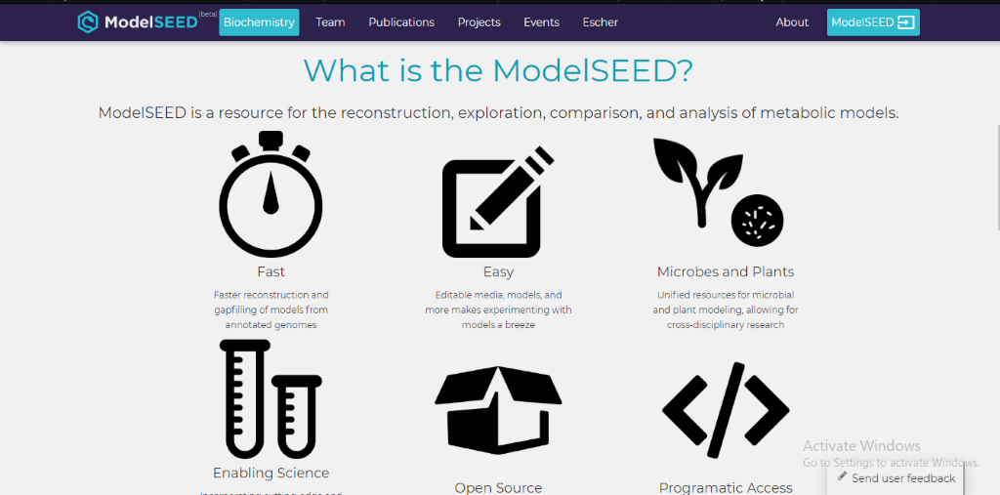 ModelSEED (beta) Biochemistry Team Publications Projects Events Escher About ModelSEED
What is the ModelSEED?
ModelSEED is a resource for the reconstruction, exploration, comparison, and analysis of metabolic models.
Fast
Faster reconstruction and
gapfilling of models from
annotated genomes
Easy
Editable media, models, and
more makes experimenting with
models a breeze
Microbes and Plants
Unified resources for microbial
and plant modeling, allowing for
cross-disciplinary research
Enabling Science
Incorporating cutting-edge and
Open Source
Programatic Access
Activate Windows
Go to Settings to activate Windows.
Send user feedback